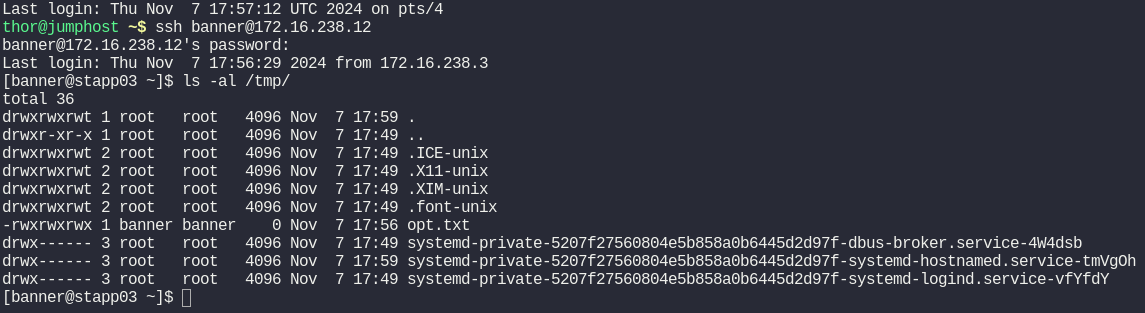 Last login: Thu Nov  7 17:57:12 UTC 2024 on pts/4
thor@jumphost ~$ ssh banner@172.16.238.12
banner@172.16.238.12's password:
Last login: Thu Nov  7 17:56:29 2024 from 172.16.238.3
[banner@stapp03 ~]$ ls -al /tmp/
total 36
drwxrwxrwt 1 root   root   4096 Nov  7 17:59 .
drwxr-xr-x 1 root   root   4096 Nov  7 17:49 ..
drwxrwxrwt 2 root   root   4096 Nov  7 17:49 .ICE-unix
drwxrwxrwt 2 root   root   4096 Nov  7 17:49 .X11-unix
drwxrwxrwt 2 root   root   4096 Nov  7 17:49 .XIM-unix
drwxrwxrwt 2 root   root   4096 Nov  7 17:49 .font-unix
-rwxrwxrwx 1 banner banner    0 Nov  7 17:56 opt.txt
drwx------ 3 root   root   4096 Nov  7 17:49 systemd-private-5207f27560804e5b858a0b6445d2d97f-dbus-broker.service-4W4dsb
drwx------ 3 root   root   4096 Nov  7 17:59 systemd-private-5207f27560804e5b858a0b6445d2d97f-systemd-hostnamed.service-tmVgOh
drwx------ 3 root   root   4096 Nov  7 17:49 systemd-private-5207f27560804e5b858a0b6445d2d97f-systemd-logind.service-vfYfdY
[banner@stapp03 ~]$